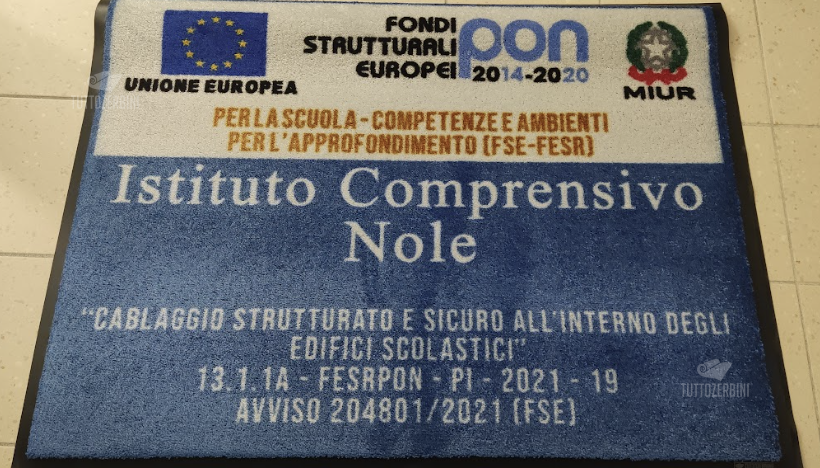 FONDI
STRUTTURALI
EUROPEI
pon
2014-2020
UNIONE EUROPEA
MIUR
PER LA SCUOLA - COMPETENZE E AMBIENTI
PER L'APPROFONDIMENTO (FSE-FESR)
Istituto Comprensivo
Nole
"CABLAGGIO STRUTTURATO E SICURO ALL'INTERNO DEGLI
EDIFICI SCOLASTICI"
13.1.1A - FESRPON - PI - 2021 - 19
AVVISO 204801/2021 (FSE)
TUTTOZERBINI
TUTTOZERBINI